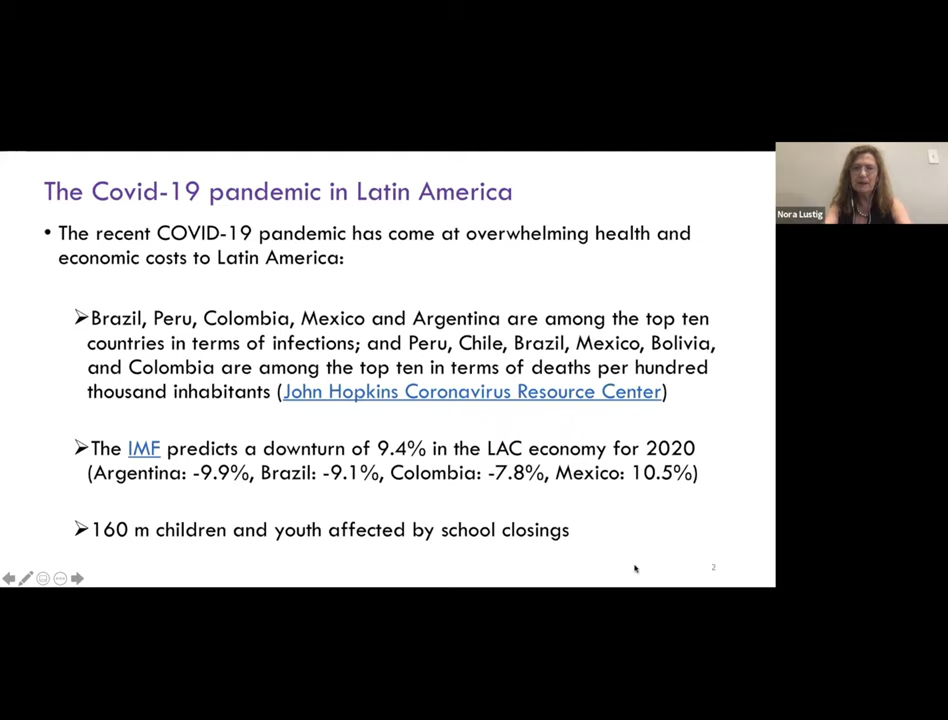 The Covid-19 pandemic in Latin America
• The recent COVID-19 pandemic has come at overwhelming health and
economic costs to Latin America:
➢Brazil, Peru, Colombia, Mexico and Argentina are among the top ten
countries in terms of infections; and Peru, Chile, Brazil, Mexico, Bolivia,
and Colombia are among the top ten in terms of deaths per hundred
thousand inhabitants (John Hopkins Coronavirus Resource Center)
➢The IMF predicts a downturn of 9.4% in the LAC economy for 2020
(Argentina: -9.9%, Brazil: -9.1%, Colombia: -7.8%, Mexico: 10.5%)
➢160 m children and youth affected by school closings
2
Nora Lustig